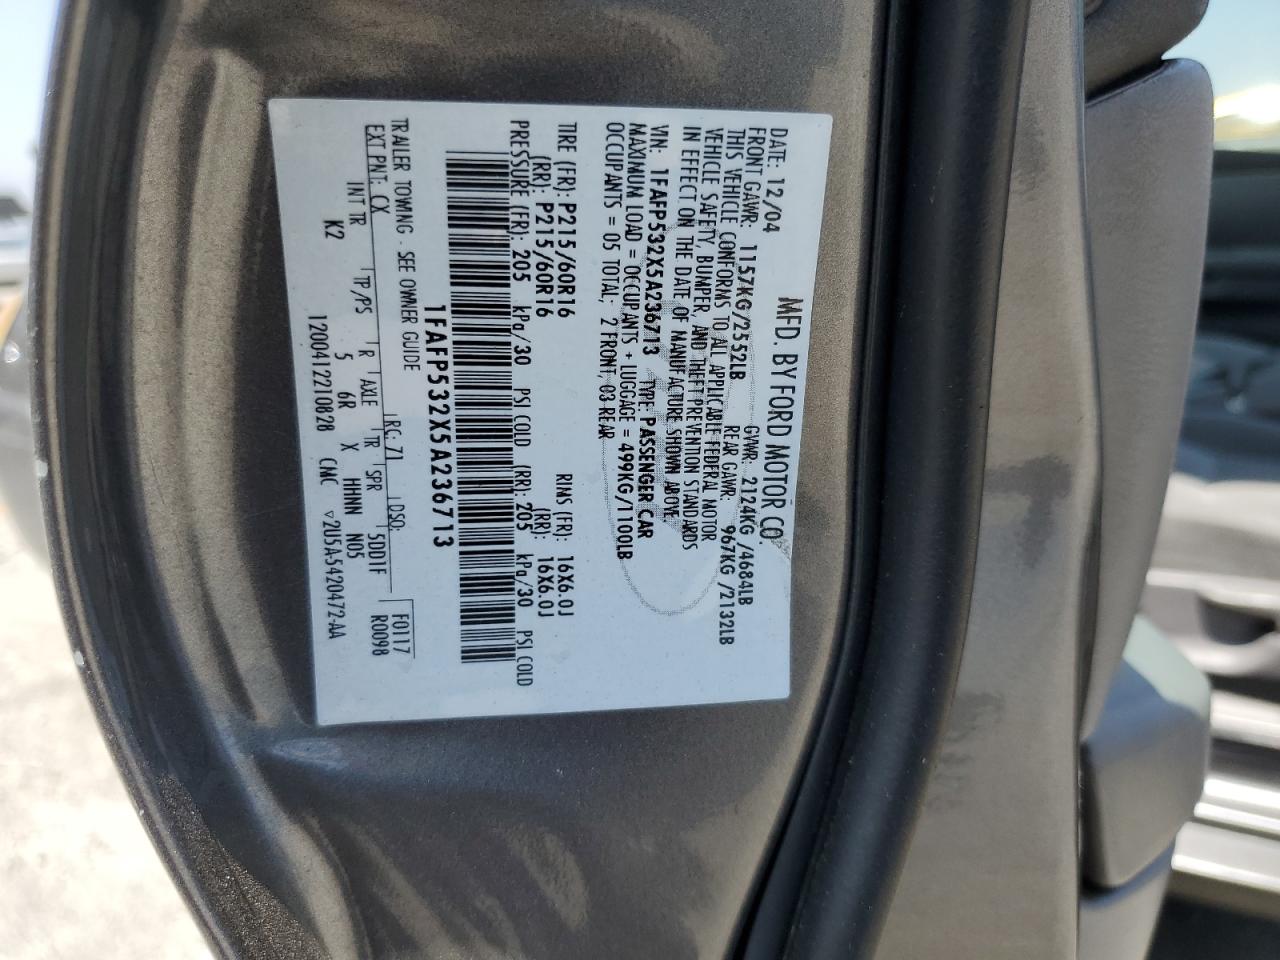 MFD. BY FORD MOTOR CO.
DATE: 12/04 GVWR: 2124KG /4684LB
FRONT GAWR: 1157KG/2552LB REAR GAWR: 967KG /2132LB
THIS VEHICLE CONFORMS TO ALL APPLICABLE FEDERAL MOTOR
VEHICLE SAFETY, BUMPER, AND THEFT PREVENTION STANDARDS
IN EFFECT ON THE DATE OF MANUFACTURE SHOWN ABOVE
VIN: 1FAFP532X5A236713 TYPE: PASSENGER CAR
MAXIMUM LOAD = OCCUPANTS + LUGGAGE = 499KG/1100LB
OCCUPANTS = 05 TOTAL; 2 FRONT, 03 REAR
TIRE (FR): P215/60R16 RIMS (FR): 16X6.0J
(RR): P215/60R16 (RR): 16X6.0J
PRESSURE (FR): 205 kPa/30 PSI COLD (RR): 205 kPa/30 PSI COLD
1FAFP532X5A236713
TRAILER TOWING - SEE OWNER GUIDE
EXT PNT: CX RC: 71 DSO: F0117
R0098
INT TR TP/PS R AXLE TR SPR 5DD1F
K2 5 6R X HHNN N05
12004122210828 CMC ▽2U5A-5420472-AA